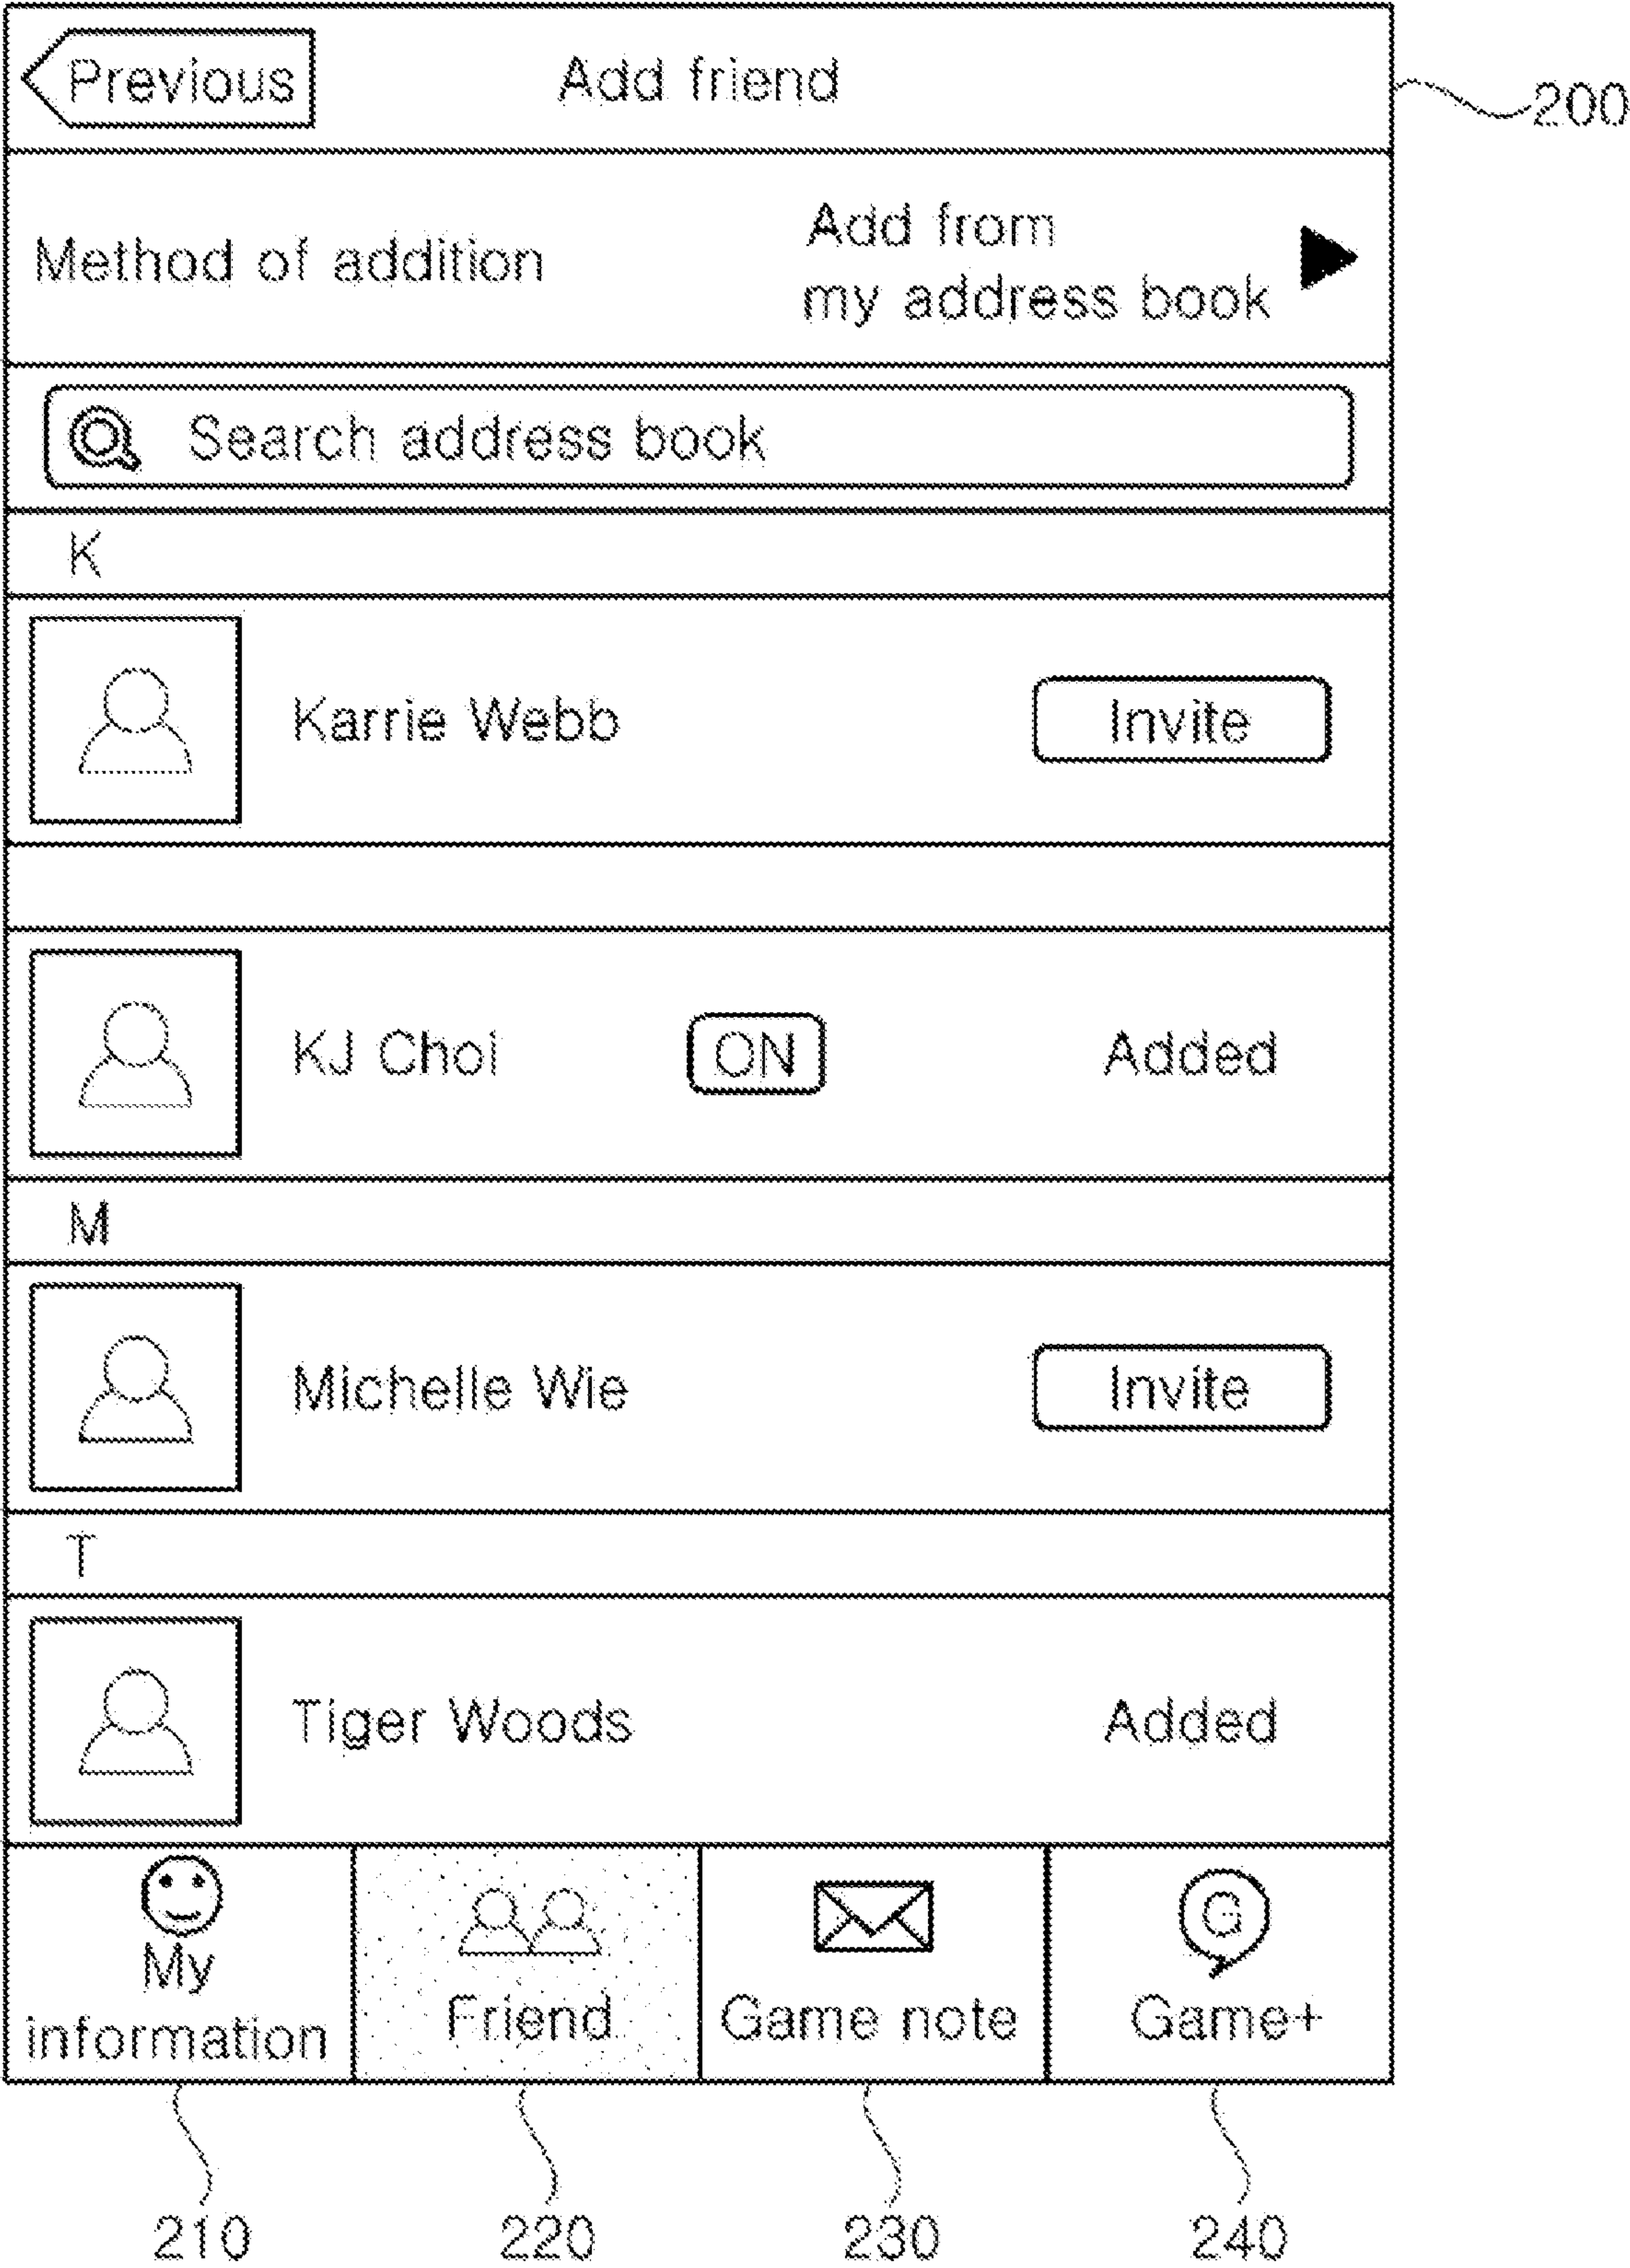 Previous
Add friend
200
Method of addition
Add from
my address book
Search address book
K
Karrie Webb
Invite
KJ Choi
ON
Added
M
Michelle Wie
Invite
T
Tiger Woods
Added
My
information
Friend
Game note
G
Game+
210
220
230
240